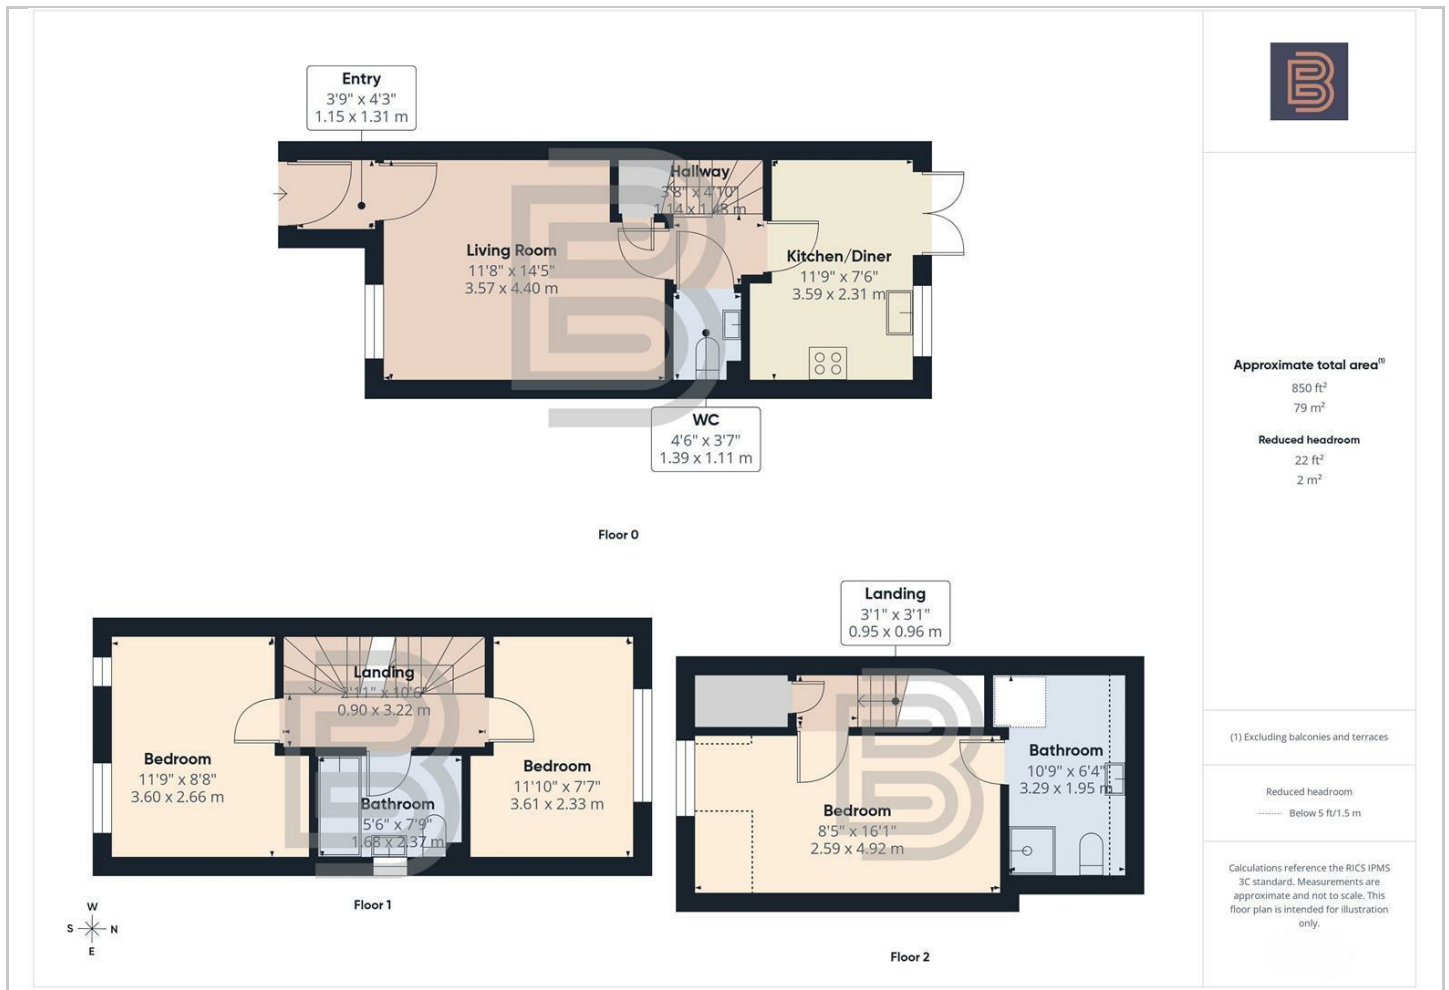 Entry
3'9" x 4'3"
1.15 x 1.31 m
Hallway
3'8" x 4'10"
1.14 x 1.48 m
Living Room
11'8" x 14'5"
3.57 x 4.40 m
Kitchen/Diner
11'9" x 7'6"
3.59 x 2.31 m
WC
4'6" x 3'7"
1.39 x 1.11 m
Floor 0
Landing
2'11" x 10'6"
0.90 x 3.22 m
Bedroom
11'9" x 8'8"
3.60 x 2.66 m
Bedroom
11'10" x 7'7"
3.61 x 2.33 m
Bathroom
5'6" x 7'9"
1.68 x 2.37 m
Floor 1
W
S N
E
Landing
3'1" x 3'1"
0.95 x 0.96 m
Bathroom
10'9" x 6'4"
3.29 x 1.95 m
Bedroom
8'5" x 16'1"
2.59 x 4.92 m
Floor 2
B
Approximate total area(1)
850 ft²
79 m²
Reduced headroom
22 ft²
2 m²
(1) Excluding balconies and terraces
Reduced headroom
Below 5 ft/1.5 m
Calculations reference the RICS IPMS
3C standard. Measurements are
approximate and not to scale. This
floor plan is intended for illustration
only.